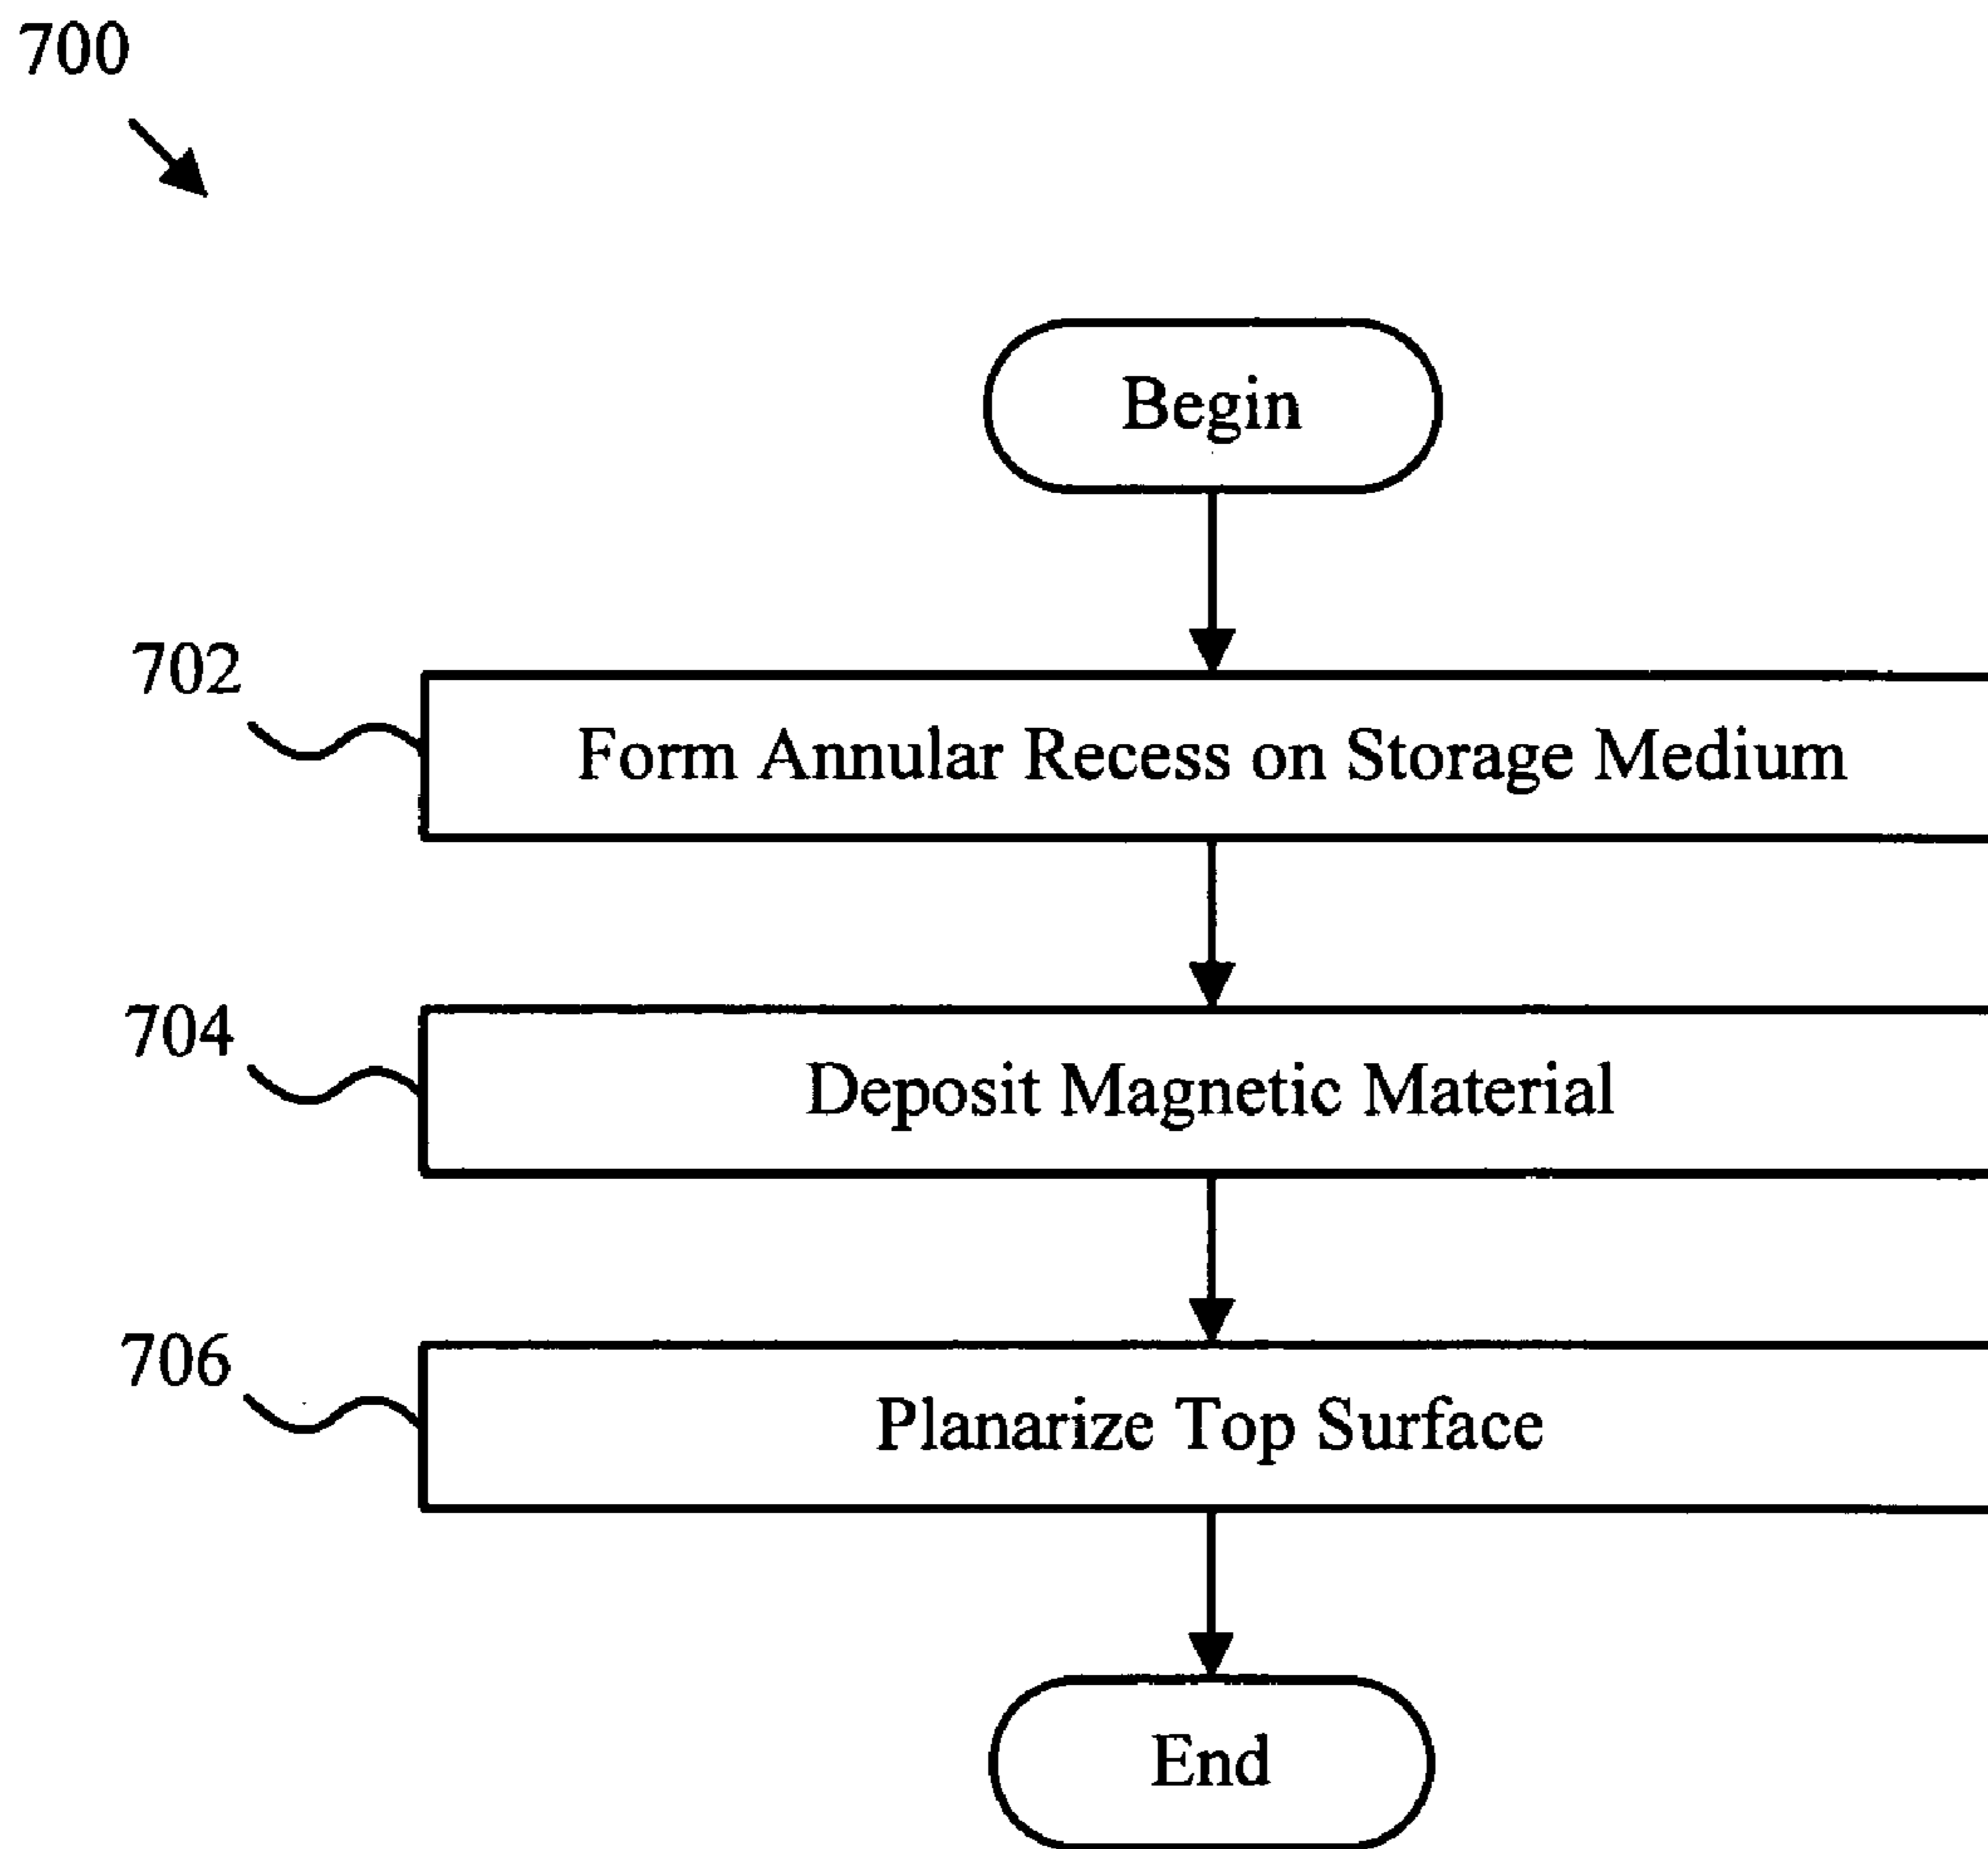 700
Begin
702
Form Annular Recess on Storage Medium
704
Deposit Magnetic Material
706
Planarize Top Surface
End